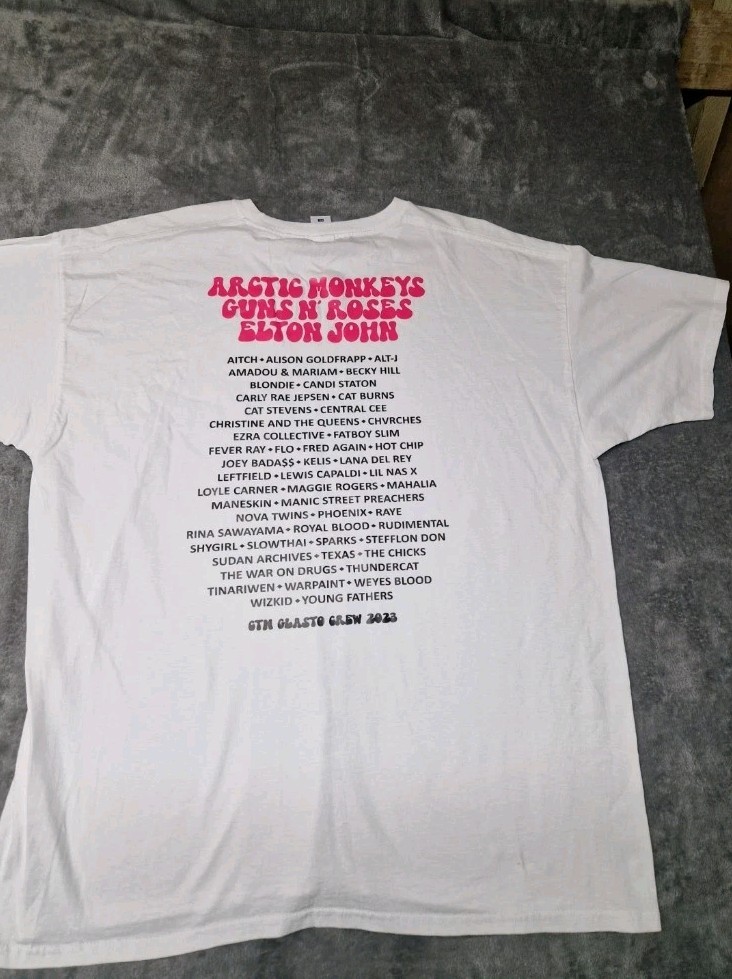 ARCTIC MONKEYS
GUNS N' ROSES
ELTON JOHN
AITCH • ALISON GOLDFRAPP • ALT-J
AMADOU & MARIAM • BECKY HILL
BLONDIE • CANDI STATON
CARLY RAE JEPSEN • CAT BURNS
CAT STEVENS • CENTRAL CEE
CHRISTINE AND THE QUEENS • CHVRCHES
EZRA COLLECTIVE • FATBOY SLIM
FEVER RAY • FLO • FRED AGAIN • HOT CHIP
JOEY BADA$$ • KELIS • LANA DEL REY
LEFTFIELD • LEWIS CAPALDI • LIL NAS X
LOYLE CARNER • MAGGIE ROGERS • MAHALIA
MANESKIN • MANIC STREET PREACHERS
NOVA TWINS • PHOENIX • RAYE
RINA SAWAYAMA • ROYAL BLOOD • RUDIMENTAL
SHYGIRL • SLOWTHAI • SPARKS • STEFFLON DON
SUDAN ARCHIVES • TEXAS • THE CHICKS
THE WAR ON DRUGS • THUNDERCAT
TINARIWEN • WARPAINT • WEYES BLOOD
WIZKID • YOUNG FATHERS
GTM GLASTO CREW 2023